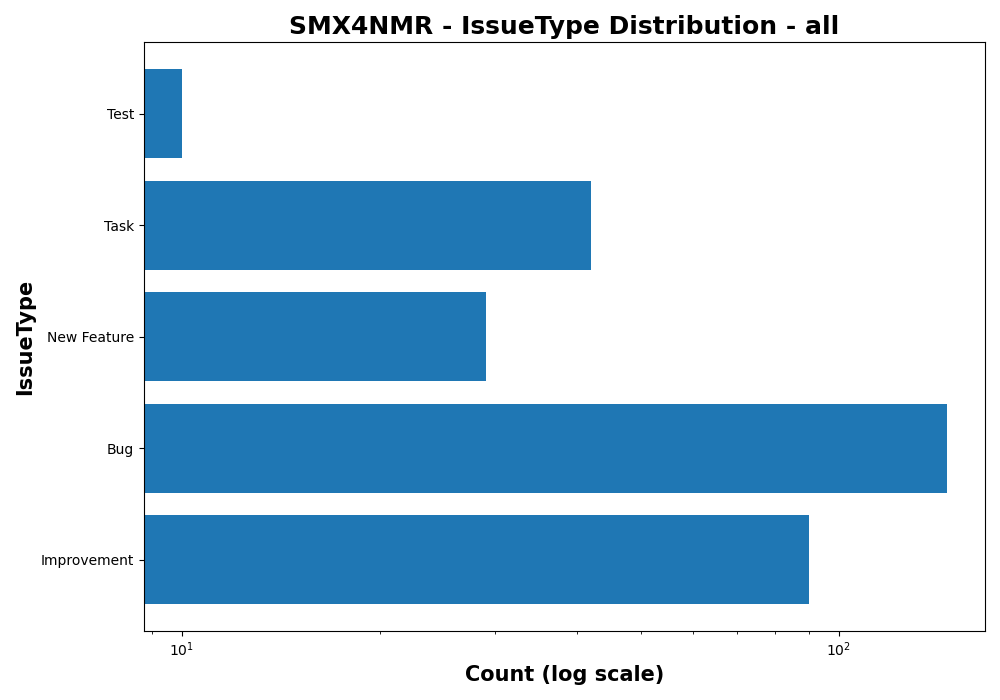 SMX4NMR - IssueType Distribution - all
Test
Task
New Feature
Bug
Improvement
IssueType
10¹
10²
Count (log scale)